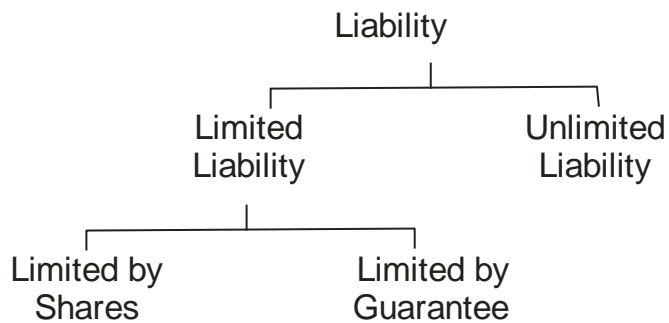 Liability
Limited
Liability
Unlimited
Liability
Limited by
Shares
Limited by
Guarantee